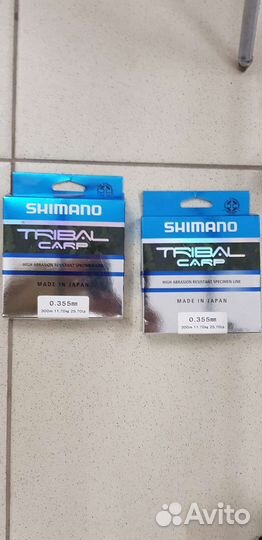 SHIMANO
TRIBAL
CARP
HIGH ABRASION RESISTANT SPECIMEN LINE
MADE IN JAPAN
0.355mm
300m 11.70kg 25.70Lb
SHIMANO
TRIBAL
CARP
HIGH ABRASION RESISTANT SPECIMEN LINE
MADE IN JAPAN
0.355mm
300m 11.70kg 25.70Lb
Avito